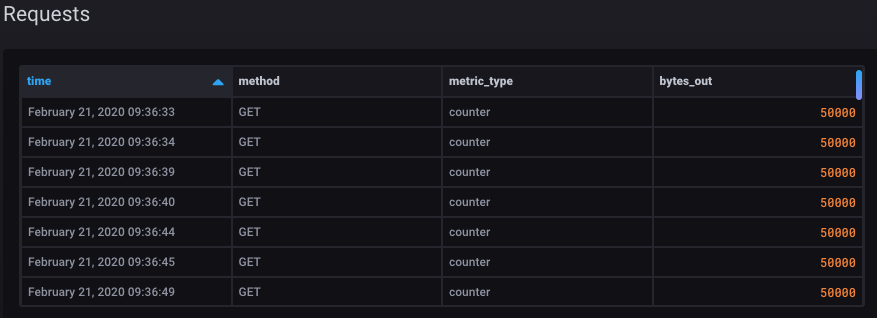 Requests
time method metric_type bytes_out
February 21, 2020 09:36:33 GET counter 50000
February 21, 2020 09:36:34 GET counter 50000
February 21, 2020 09:36:39 GET counter 50000
February 21, 2020 09:36:40 GET counter 50000
February 21, 2020 09:36:44 GET counter 50000
February 21, 2020 09:36:45 GET counter 50000
February 21, 2020 09:36:49 GET counter 50000